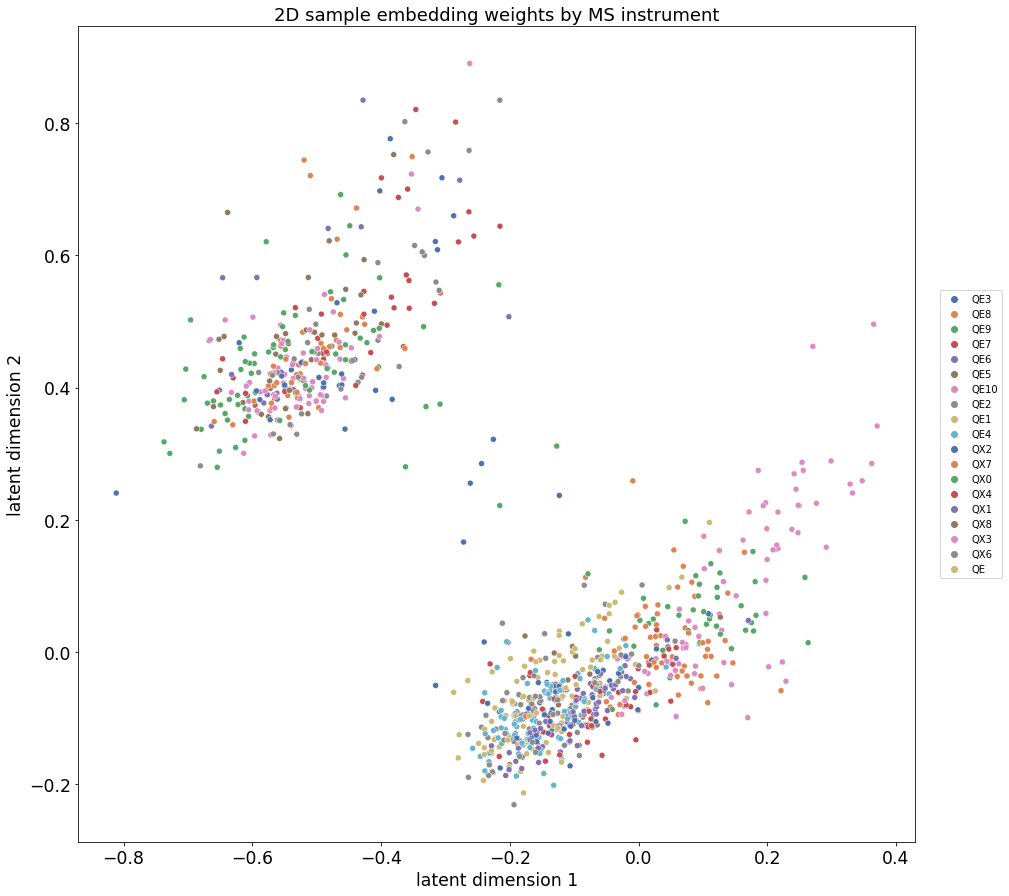 2D sample embedding weights by MS instrument
0.8
0.6
0.4
0.2
0.0
−0.2
latent dimension 2
−0.8
−0.6
−0.4
−0.2
0.0
0.2
0.4
latent dimension 1
QE3
QE8
QE9
QE7
QE6
QE5
QE10
QE2
QE1
QE4
QX2
QX7
QX0
QX4
QX1
QX8
QX3
QX6
QE